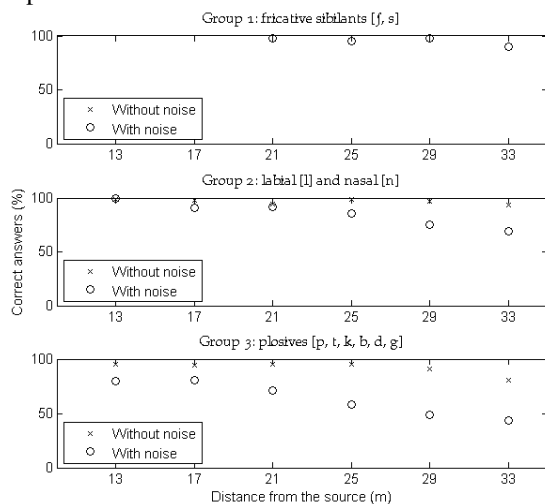 Group 1: fricative sibilants [ʃ, s]
100
50
0
× Without noise
○ With noise
13 17 21 25 29 33
Group 2: labial [l] and nasal [n]
100
50
0
Correct answers (%)
× Without noise
○ With noise
13 17 21 25 29 33
Group 3: plosives [p, t, k, b, d, g]
100
50
0
× Without noise
○ With noise
13 17 21 25 29 33
Distance from the source (m)